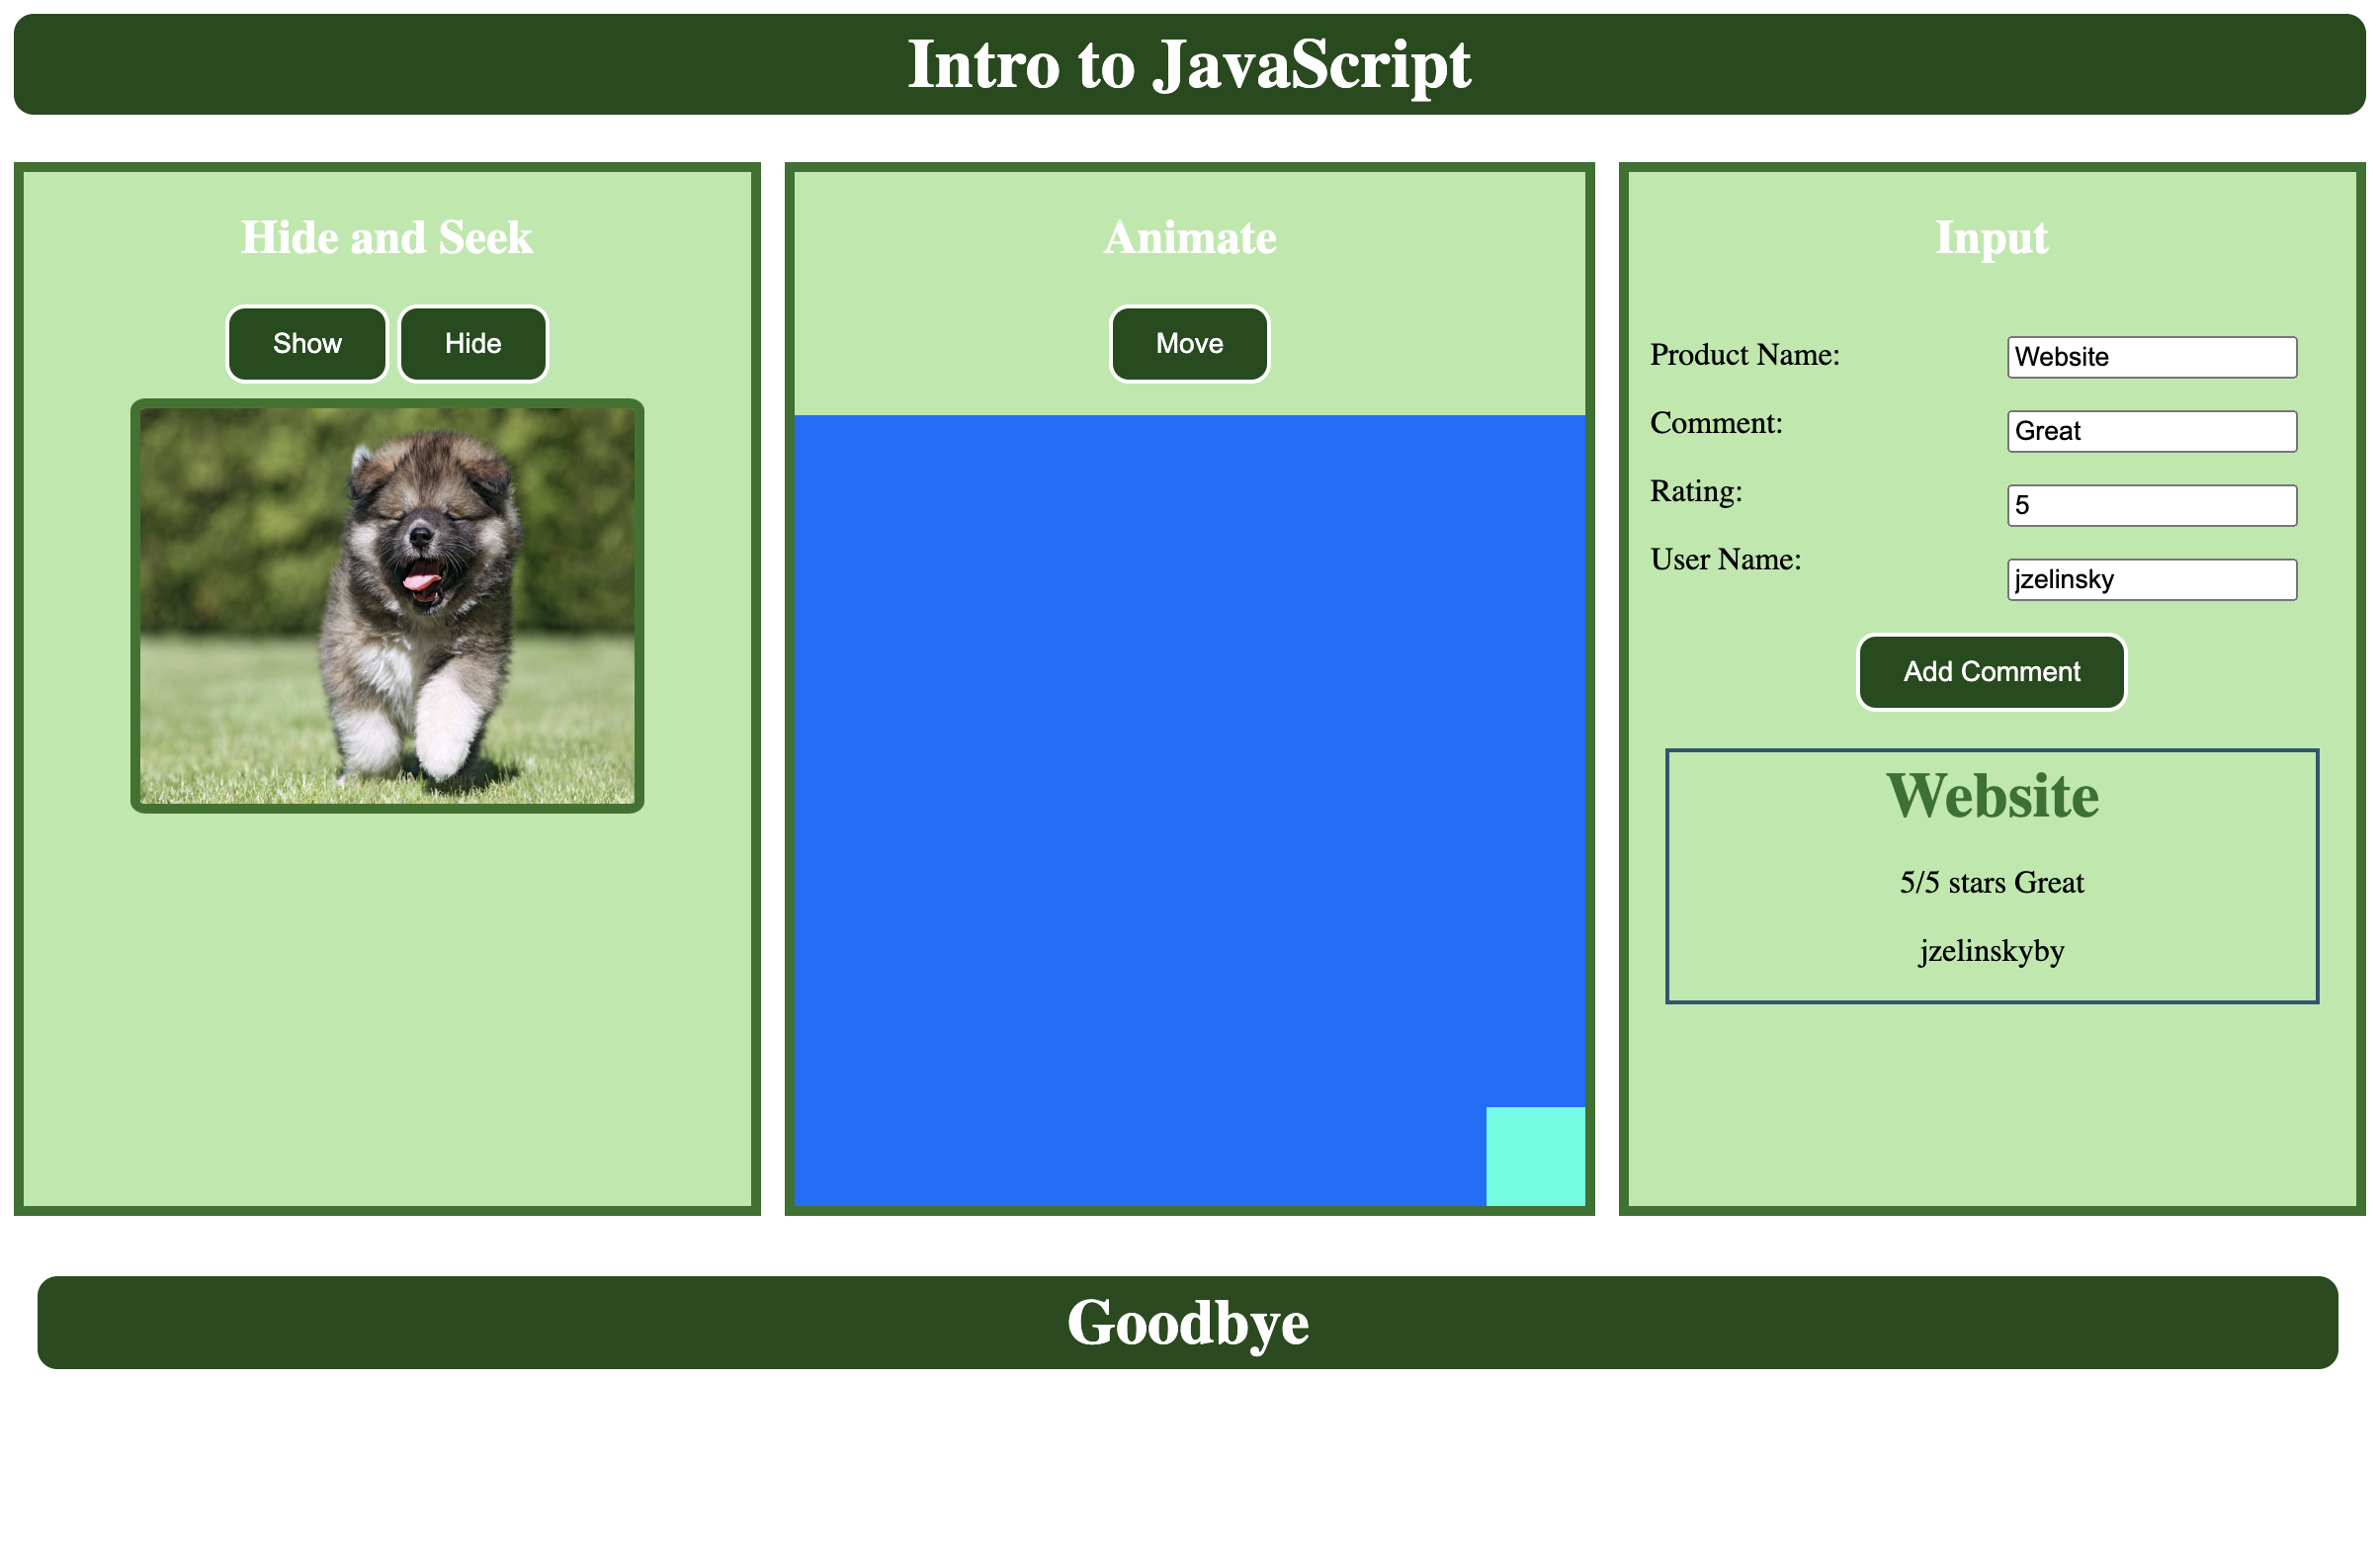 Intro to JavaScript
Hide and Seek
Show Hide
Animate
Move
Input
Product Name: Website
Comment: Great
Rating: 5
User Name: jzelinsky
Add Comment
Website
5/5 stars Great
jzelinskyby
Goodbye